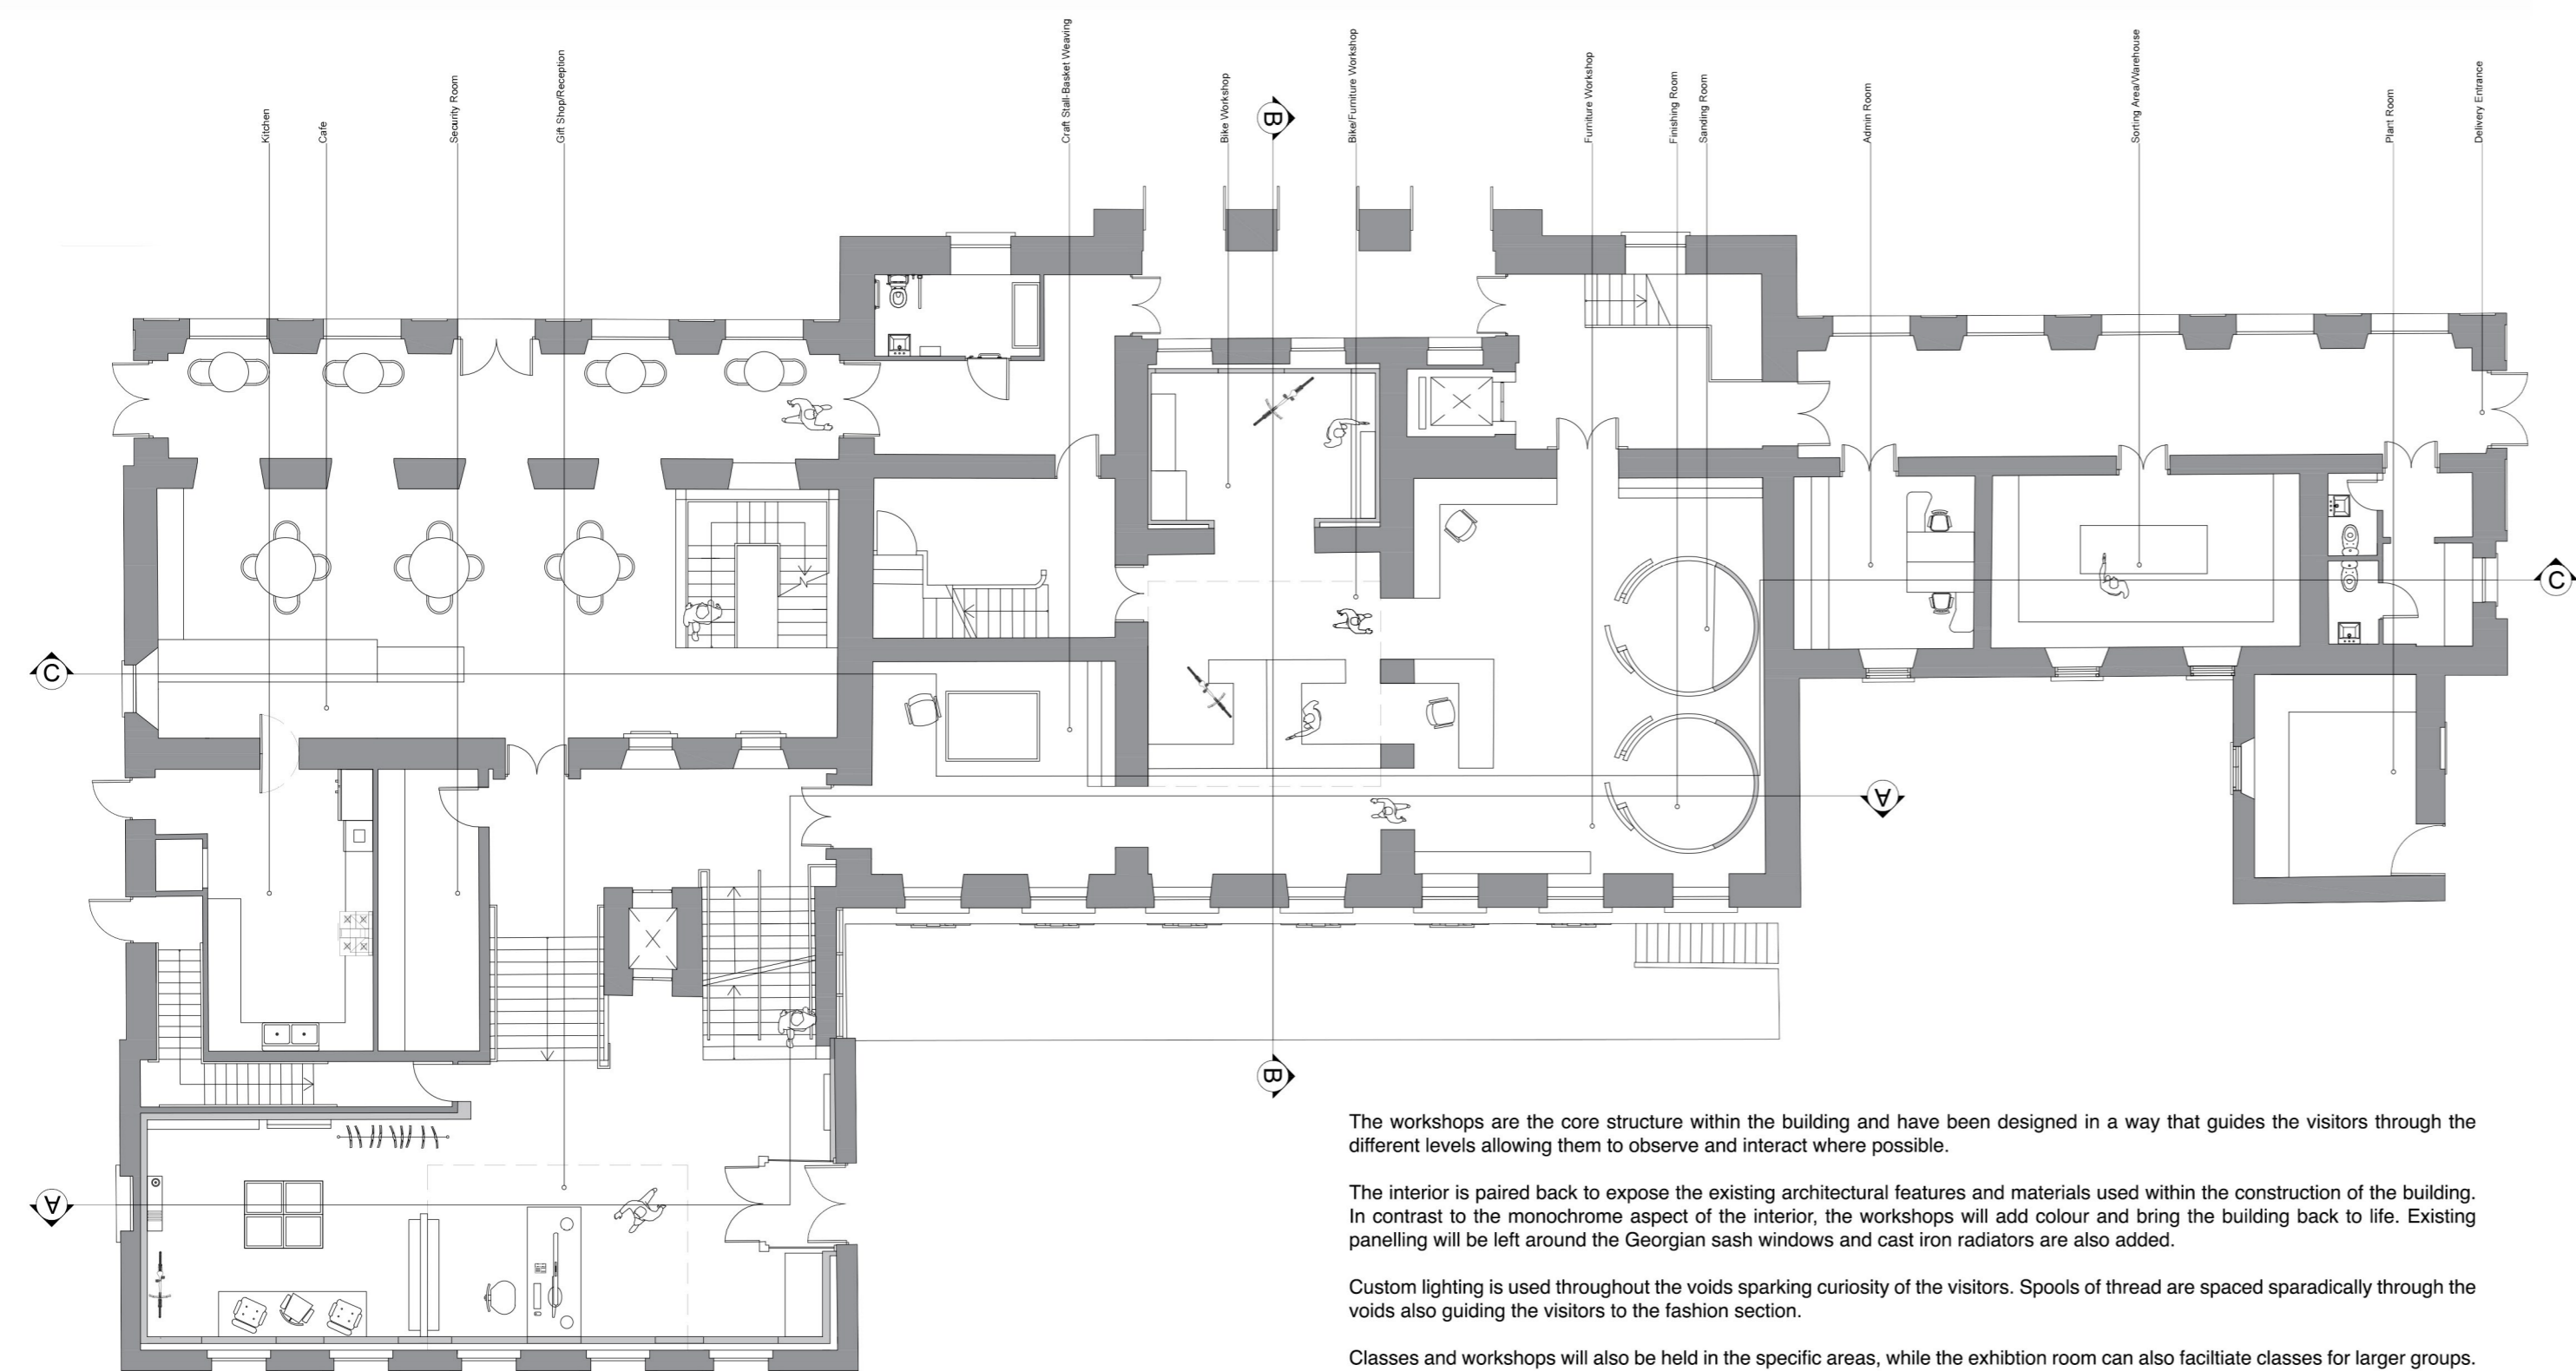 Kitchen
Cafe
Security Room
Gift Shop/Reception
Craft Stall-Basket Weaving
Bike Workshop
Bike/Furniture Workshop
Furniture Workshop
Finishing Room
Sanding Room
Admin Room
Sorting Area/Warehouse
Plant Room
Delivery Entrance
B
C
C
A
B
A
The workshops are the core structure within the building and have been designed in a way that guides the visitors through the
different levels allowing them to observe and interact where possible.
The interior is paired back to expose the existing architectural features and materials used within the construction of the building.
In contrast to the monochrome aspect of the interior, the workshops will add colour and bring the building back to life. Existing
panelling will be left around the Georgian sash windows and cast iron radiators are also added.
Custom lighting is used throughout the voids sparking curiosity of the visitors. Spools of thread are spaced sparadically through the
voids also guiding the visitors to the fashion section.
Classes and workshops will also be held in the specific areas, while the exhibtion room can also faciltiate classes for larger groups.